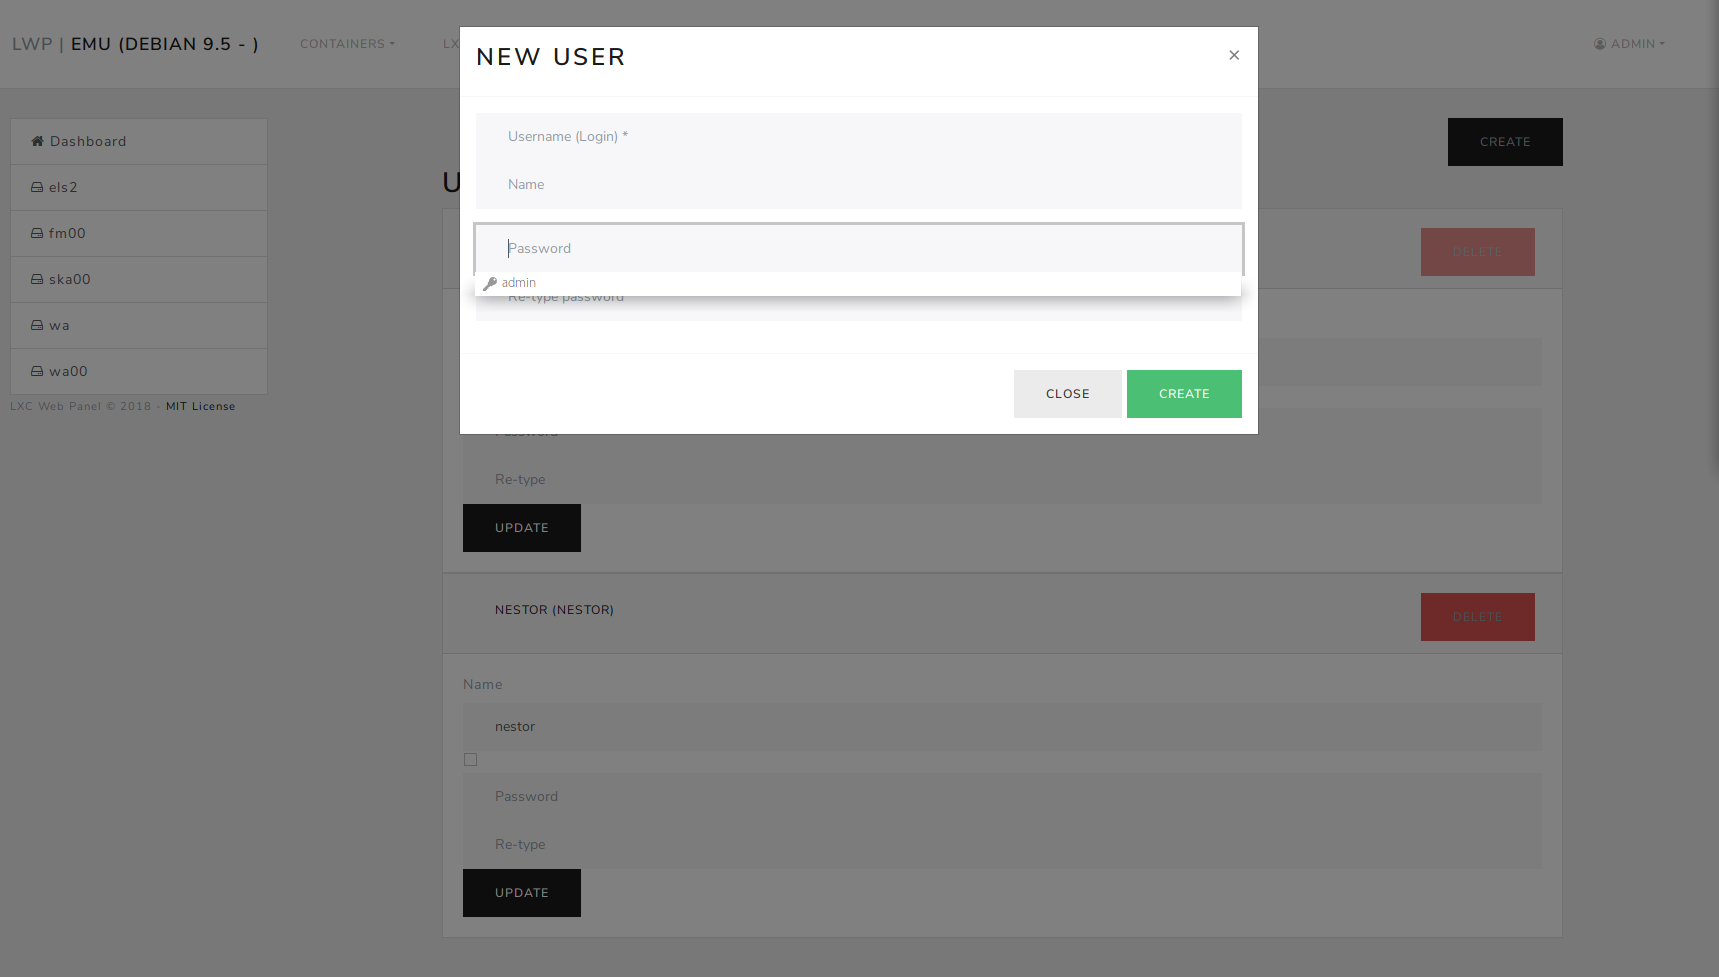 LWP | EMU (DEBIAN 9.5 - )
CONTAINERS
LX
ADMIN
NEW USER
×
Username (Login) *
Name
Password
admin
Re-type password
CLOSE
CREATE
Dashboard
els2
fm00
ska00
wa
wa00
LXC Web Panel © 2018 - MIT License
CREATE
U
DELETE
Password
Re-type
UPDATE
NESTOR (NESTOR)
DELETE
Name
nestor
Password
Re-type
UPDATE